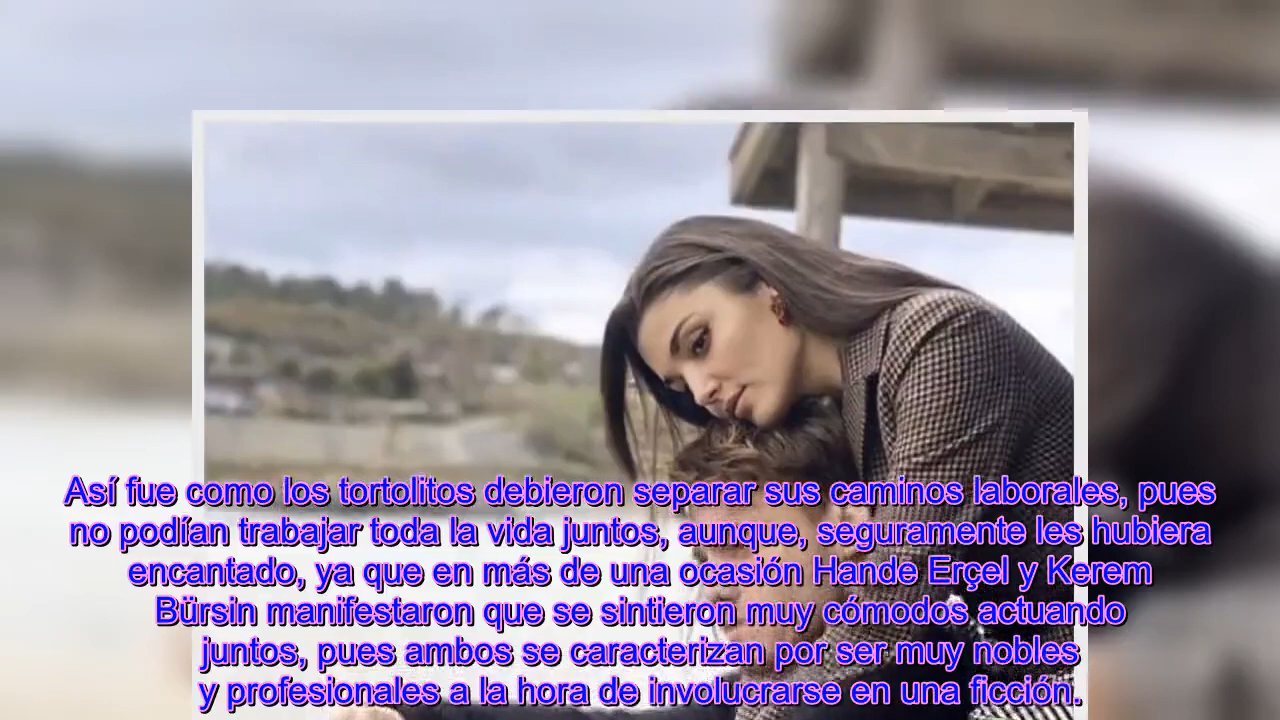 Así fue como los tortolitos debieron separar sus caminos laborales, pues
no podían trabajar toda la vida juntos, aunque, seguramente les hubiera
encantado, ya que en más de una ocasión Hande Erçel y Kerem
Bürsin manifestaron que se sintieron muy cómodos actuando
juntos, pues ambos se caracterizan por ser muy nobles
y profesionales a la hora de involucrarse en una ficción.